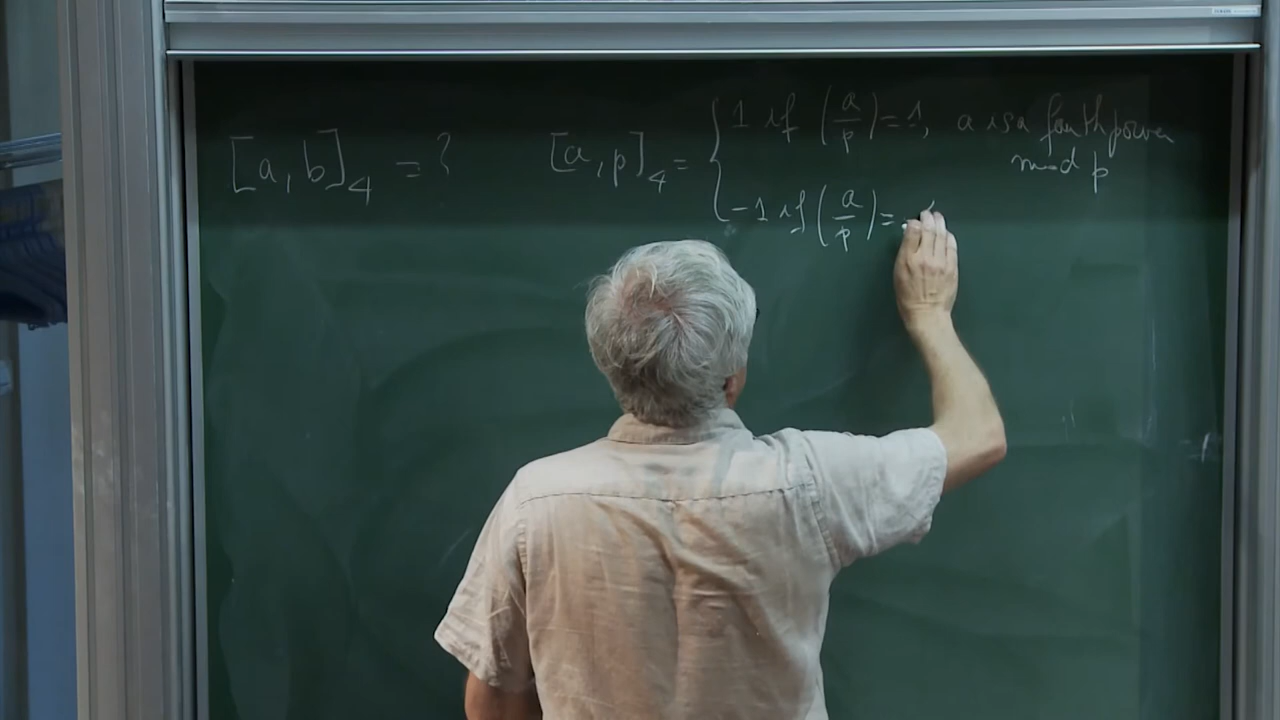 [a,b]_4 = ?
[a,p]_4 = { 1 if (a/p) = 1, a is a fourth power
mod p
-1 if (a/p) =